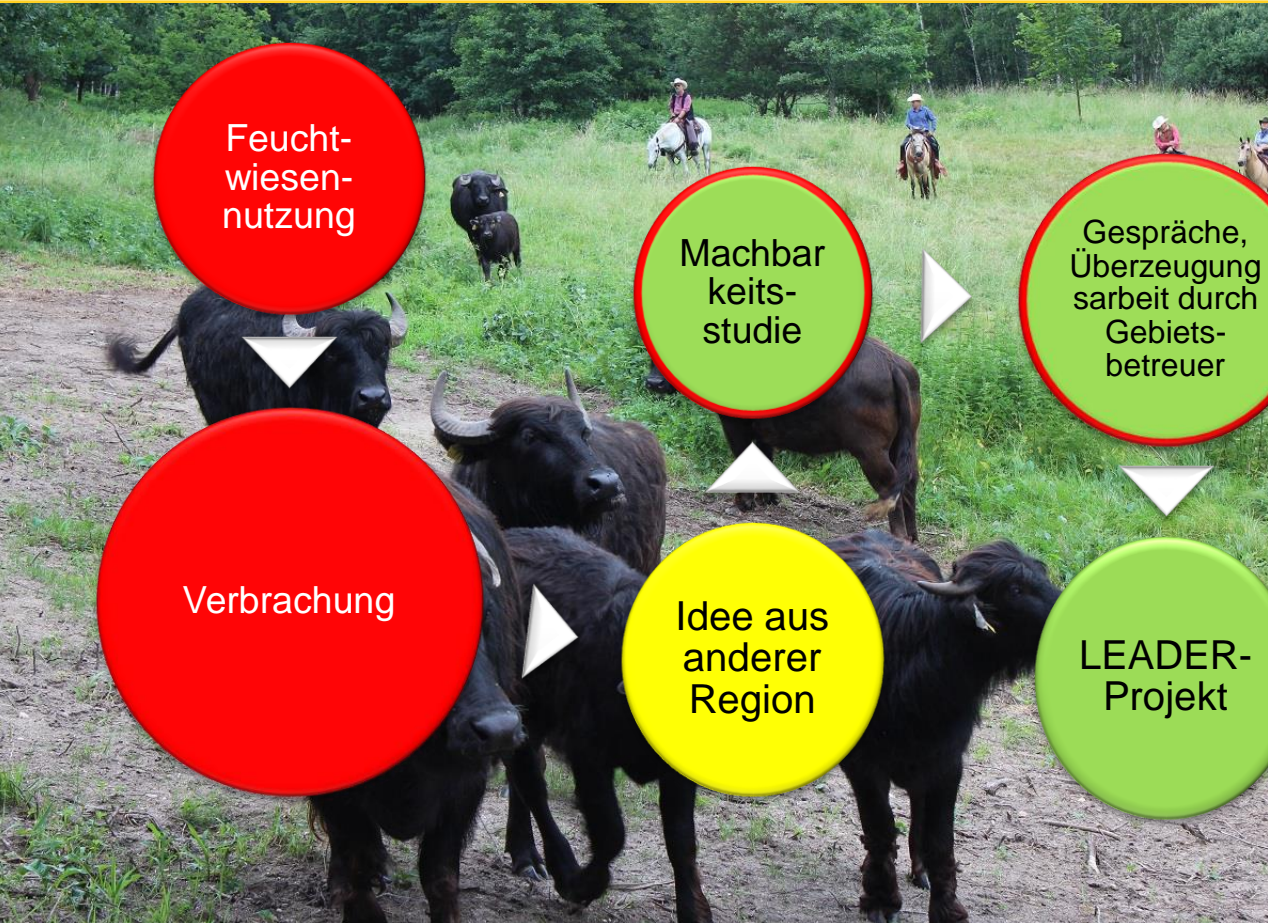 Feucht-
wiesen-
nutzung
Verbrachung
Idee aus
anderer
Region
Machbar
keits-
studie
Gespräche,
Überzeugung
sarbeit durch
Gebiets-
betreuer
LEADER-
Projekt